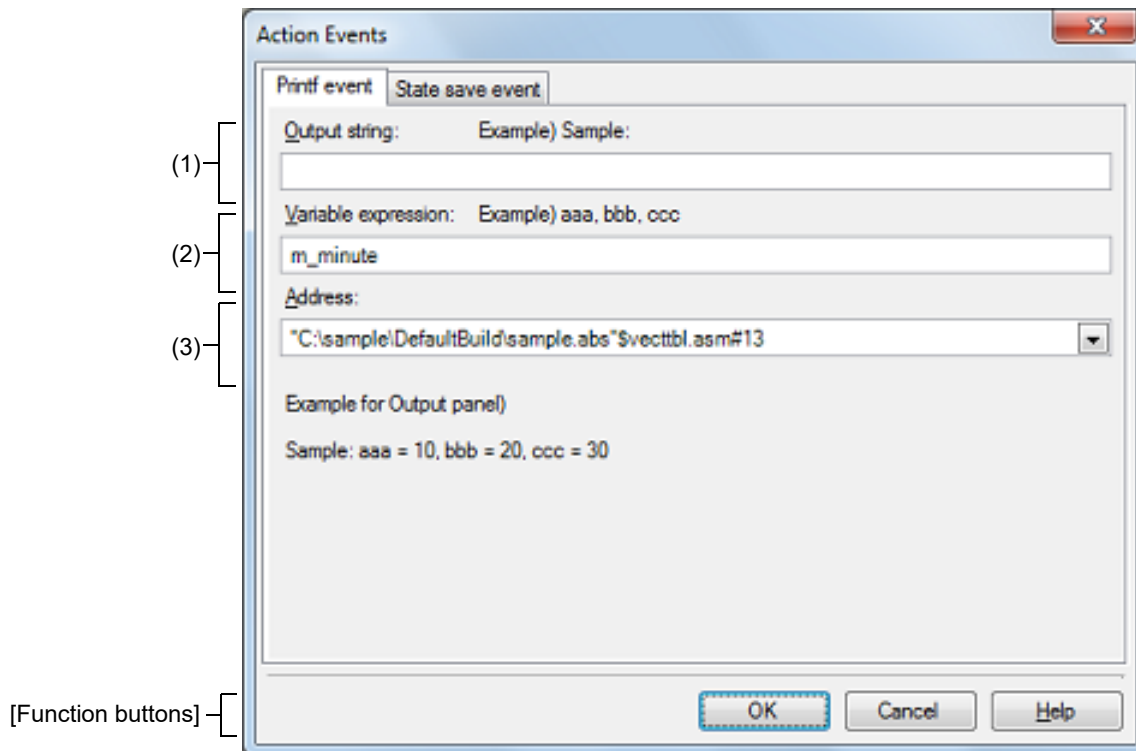 Action Events
Printf event State save event
(1)
Output string: Example) Sample:
(2)
Variable expression: Example) aaa, bbb, ccc
m_minute
(3)
Address:
"C:\sample\DefaultBuild\sample.abs"$vecttbl.asm#13
Example for Output panel)
Sample: aaa = 10, bbb = 20, ccc = 30
[Function buttons]
OK Cancel Help